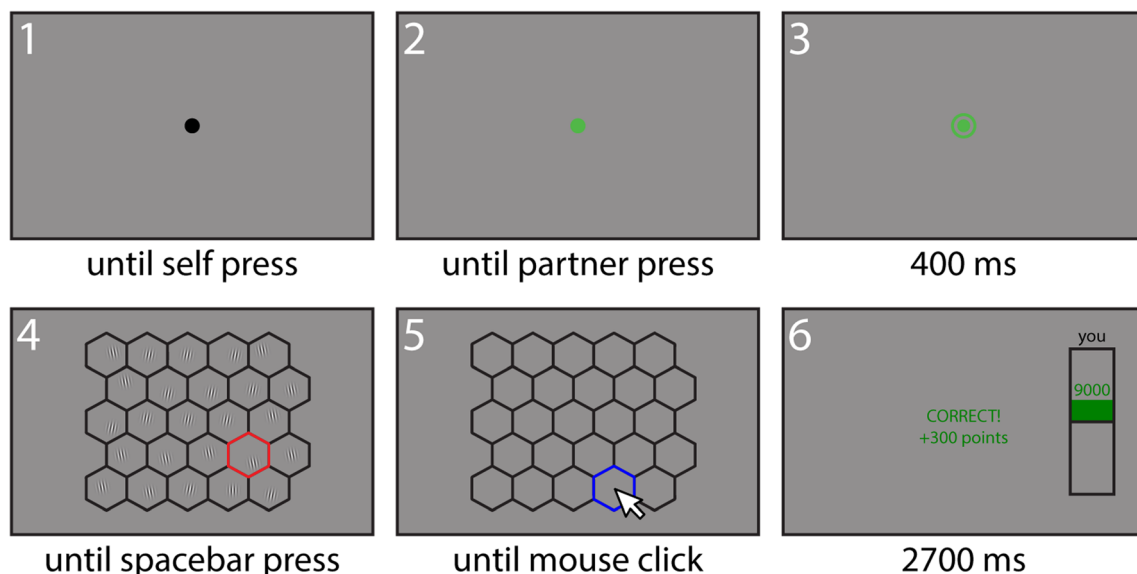 1
2
3
until self press
until partner press
400 ms
4
5
6
you
9000
CORRECT!
+300 points
until spacebar press
until mouse click
2700 ms